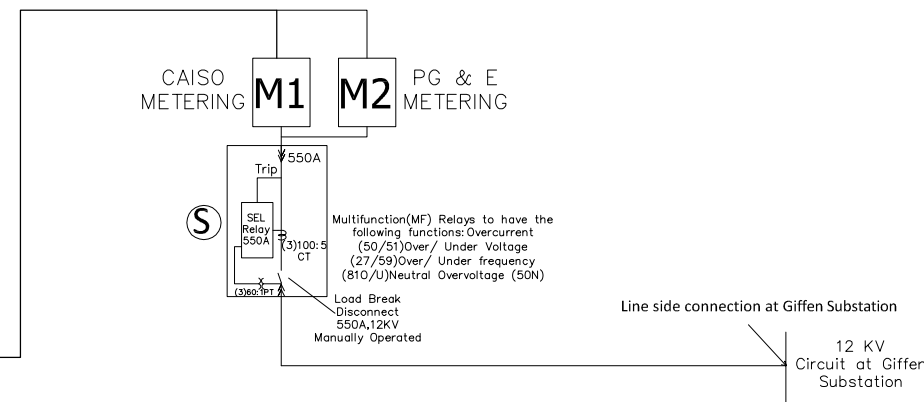 CAISO
METERING
M1
M2
PG & E
METERING
550A
Trip
S
SEL
Relay
550A
(3)100:5
CT
(3)60:1PT
Multifunction(MF) Relays to have the
following functions:Overcurrent
(50/51)Over/ Under Voltage
(27/59)Over/ Under frequency
(810/U)Neutral Overvoltage (50N)
Load Break
Disconnect
550A,12KV
Manually Operated
Line side connection at Giffen Substation
12 KV
Circuit at Giffen
Substation